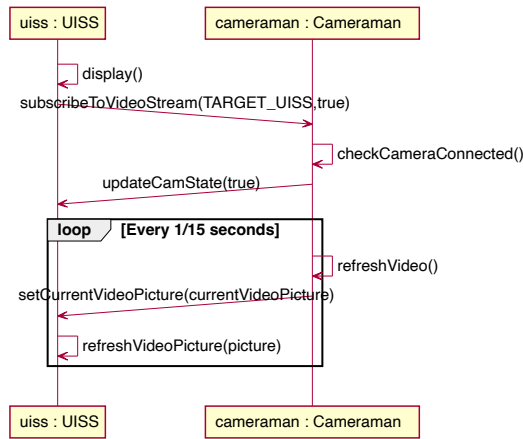 uiss : UISS
cameraman : Cameraman
display()
subscribeToVideoStream(TARGET_UISS,true)
checkCameraConnected()
updateCamState(true)
loop [Every 1/15 seconds]
refreshVideo()
setCurrentVideoPicture(currentVideoPicture)
refreshVideoPicture(picture)
uiss : UISS
cameraman : Cameraman